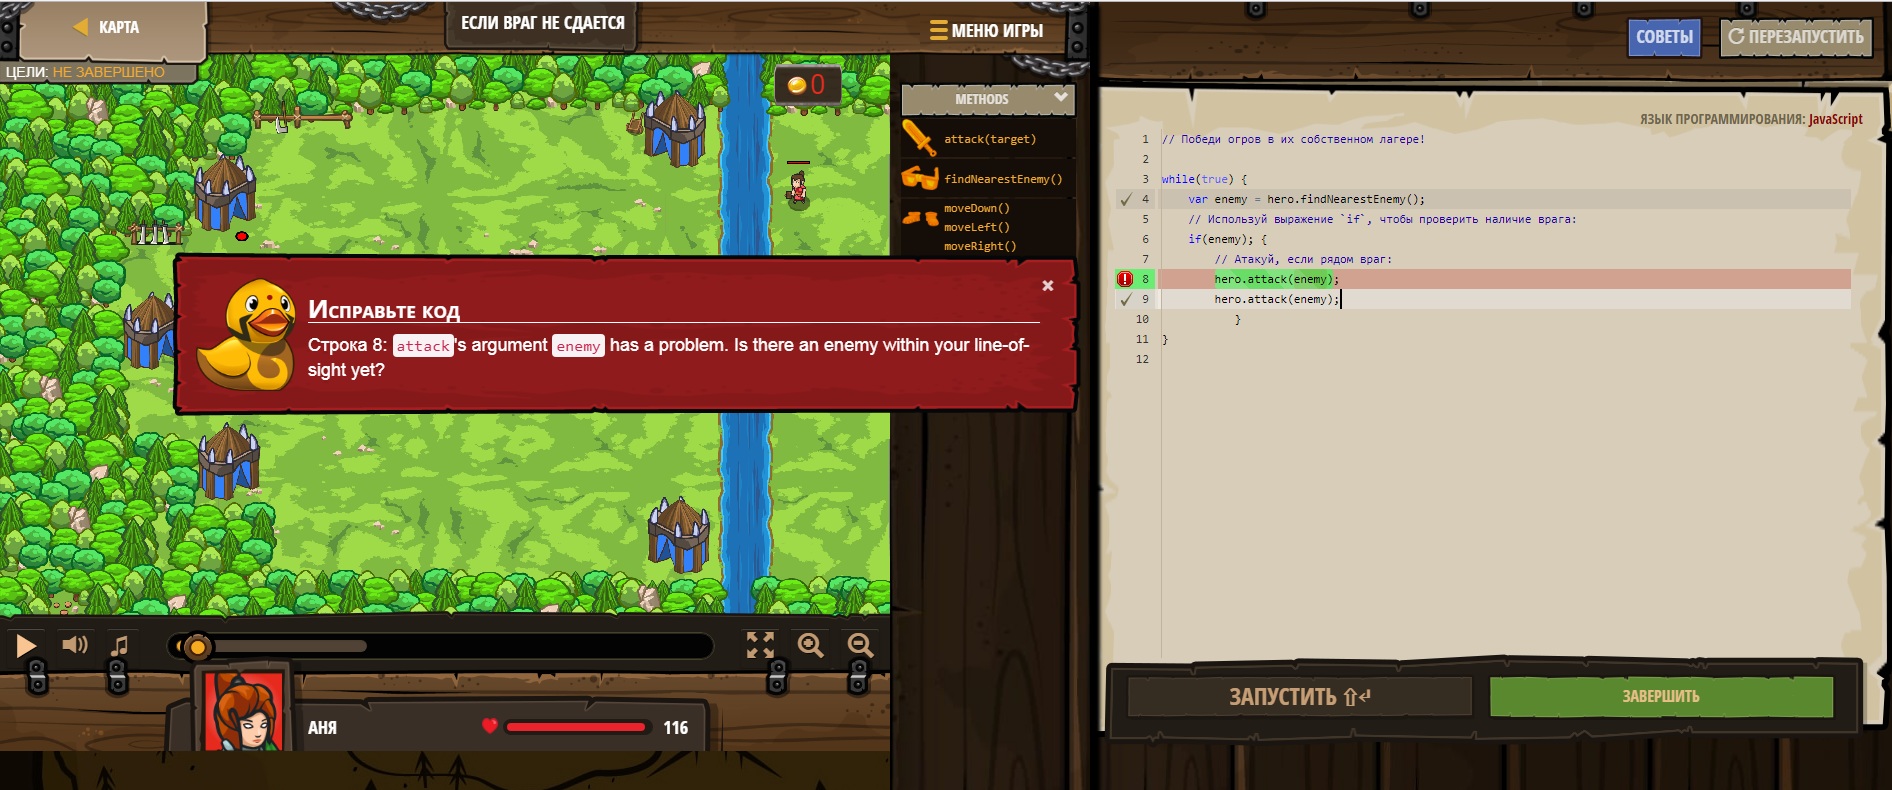 КАРТА
ЕСЛИ ВРАГ НЕ СДАЕТСЯ
МЕНЮ ИГРЫ
СОВЕТЫ
ПЕРЕЗАПУСТИТЬ
ЦЕЛИ: НЕ ЗАВЕРШЕНО
0
METHODS
attack(target)
findNearestEnemy()
moveDown()
moveLeft()
moveRight()
ЯЗЫК ПРОГРАММИРОВАНИЯ: JavaScript
1 // Победи огров в их собственном лагере!
2
3 while(true) {
4 var enemy = hero.findNearestEnemy();
5 // Используй выражение `if`, чтобы проверить наличие врага:
6 if(enemy); {
7 // Атакуй, если рядом враг:
8 hero.attack(enemy);
9 hero.attack(enemy);
10 }
11 }
12
Исправьте код
Строка 8: attack's argument enemy has a problem. Is there an enemy within your line-of-
sight yet?
АНЯ
116
ЗАПУСТИТЬ
ЗАВЕРШИТЬ